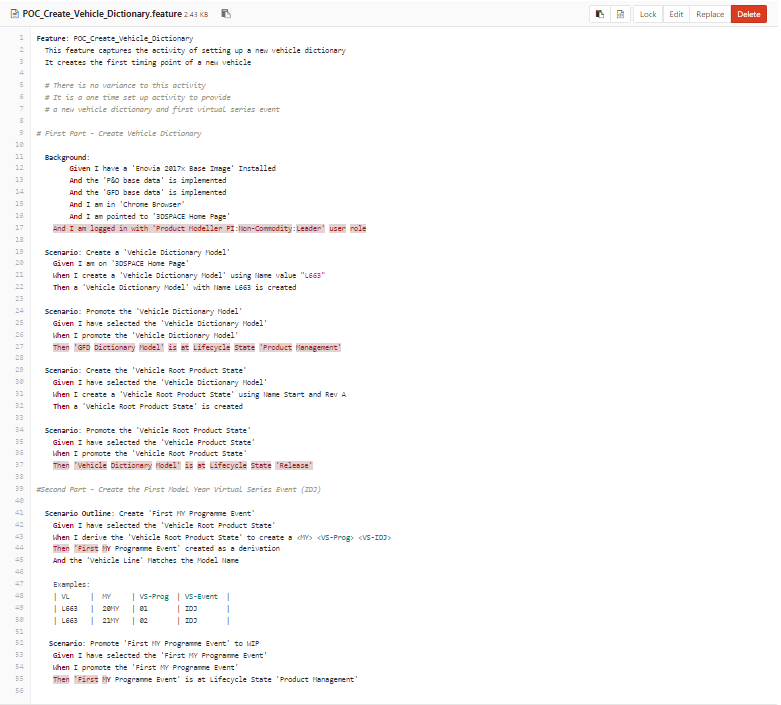 POC_Create_Vehicle_Dictionary.feature 2.43 KB
Lock Edit Replace Delete
1 Feature: POC_Create_Vehicle_Dictionary
2 This feature captures the activity of setting up a new vehicle dictionary
3 It creates the first timing point of a new vehicle
4
5 # There is no variance to this activity
6 # It is a one time set up activity to provide
7 # a new vehicle dictionary and first virtual series event
8
9 # First Part - Create Vehicle Dictionary
10
11 Background:
12 Given I have a 'Enovia 2017x Base Image' Installed
13 And the 'P&O base data' is implemented
14 And the 'GFD base data' is implemented
15 And I am in 'Chrome Browser'
16 And I am pointed to '3DSPACE Home Page'
17 And I am logged in with 'Product Modeller PI:Non-Commodity:Leader' user role
18
19 Scenario: Create a 'Vehicle Dictionary Model'
20 Given I am on '3DSPACE Home Page'
21 When I create a 'Vehicle Dictionary Model' using Name value "L663"
22 Then a 'Vehicle Dictionary Model' with Name L663 is created
23
24 Scenario: Promote the 'Vehicle Dictionary Model'
25 Given I have selected the 'Vehicle Dictionary Model'
26 When I promote the 'Vehicle Dictionary Model'
27 Then 'GFD Dictionary Model' is at Lifecycle State 'Product Management'
28
29 Scenario: Create the 'Vehicle Root Product State'
30 Given I have selected the 'Vehicle Dictionary Model'
31 When I create a 'Vehicle Root Product State' using Name Start and Rev A
32 Then a 'Vehicle Root Product State' is created
33
34 Scenario: Promote the 'Vehicle Root Product State'
35 Given I have selected the 'Vehicle Product State'
36 When I promote the 'Vehicle Root Product State'
37 Then 'Vehicle Dictionary Model' is at Lifecycle State 'Release'
38
39 #Second Part - Create the First Model Year Virtual Series Event (IDJ)
40
41 Scenario Outline: Create 'First MY Programme Event'
42 Given I have selected the 'Vehicle Root Product State'
43 When I derive the 'Vehicle Root Product State' to create a <MY> <VS-Prog> <VS-IDJ>
44 Then 'First MY Programme Event' created as a derivation
45 And the 'Vehicle Line' Matches the Model Name
46
47 Examples:
48 | VL | MY | VS-Prog | VS-Event |
49 | L663 | 20MY | 01 | IDJ |
50 | L663 | 21MY | 02 | IDJ |
51
52 Scenario: Promote 'First MY Programme Event' to WIP
53 Given I have selected the 'First MY Programme Event'
54 When I promote the 'First MY Programme Event'
55 Then 'First MY Programme Event' is at Lifecycle State 'Product Management'
56